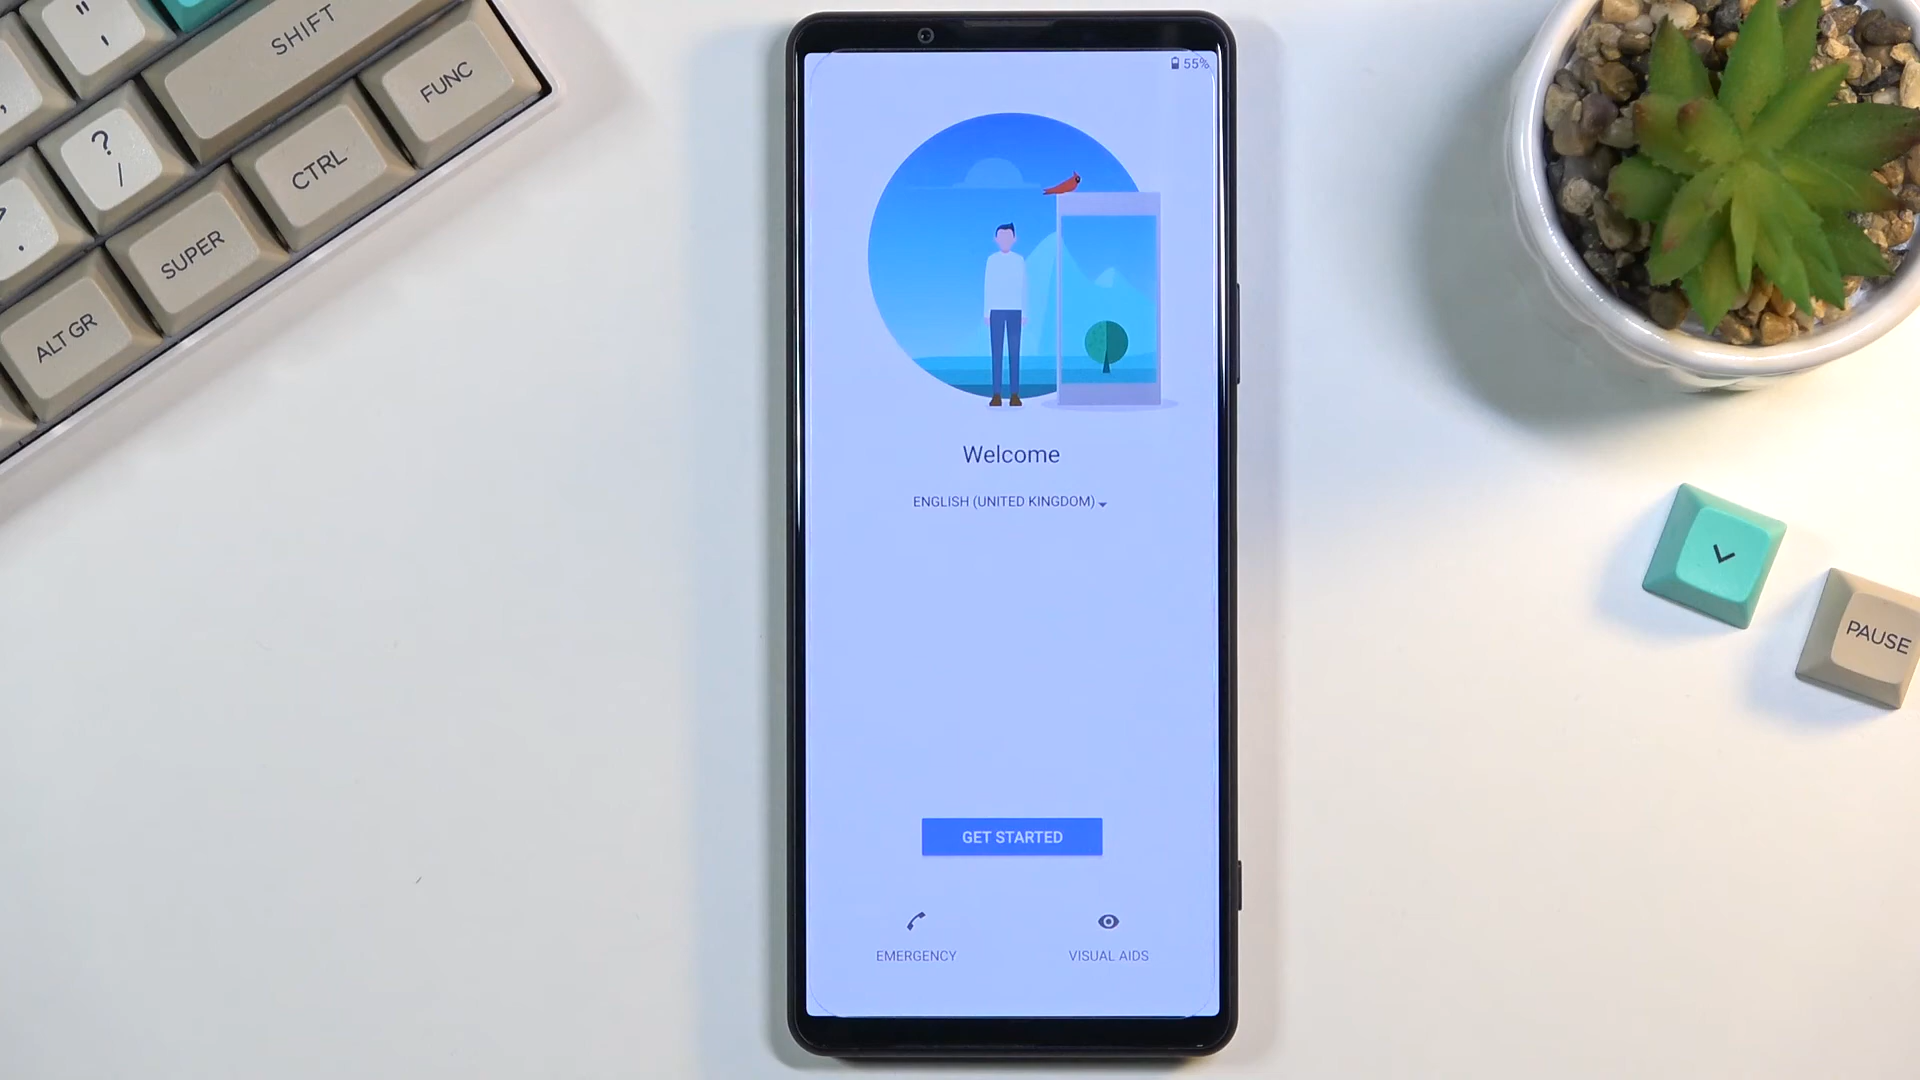 " '
SHIFT
FUNC
,
? /
CTRL
.
SUPER
ALT GR
55%
Welcome
ENGLISH (UNITED KINGDOM)
GET STARTED
EMERGENCY
VISUAL AIDS
PAUSE